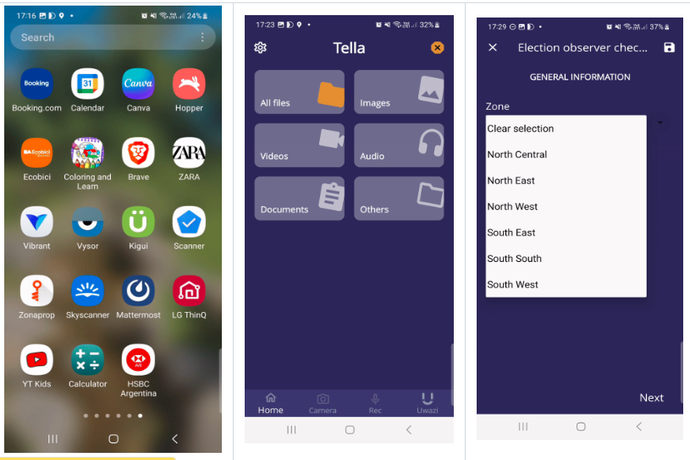 17:16
24%
Search
Booking
Canva
31
Booking.com
Calendar
Canva
Hopper
BA Ecobici
ZARA
Ecobici
Coloring and
Learn
Brave
ZARA
Vibrant
Vysor
Kigui
Scanner
Zonaprop
Skyscanner
Mattermost
LG ThinQ
YT Kids
Calculator
HSBC
Argentina
17:23
32%
Tella
All files
Images
Videos
Audio
Documents
Others
Home
Camera
Rec
Uwazi
17:29
37%
Election observer chec...
GENERAL INFORMATION
Zone
Clear selection
North Central
North East
North West
South East
South South
South West
Next